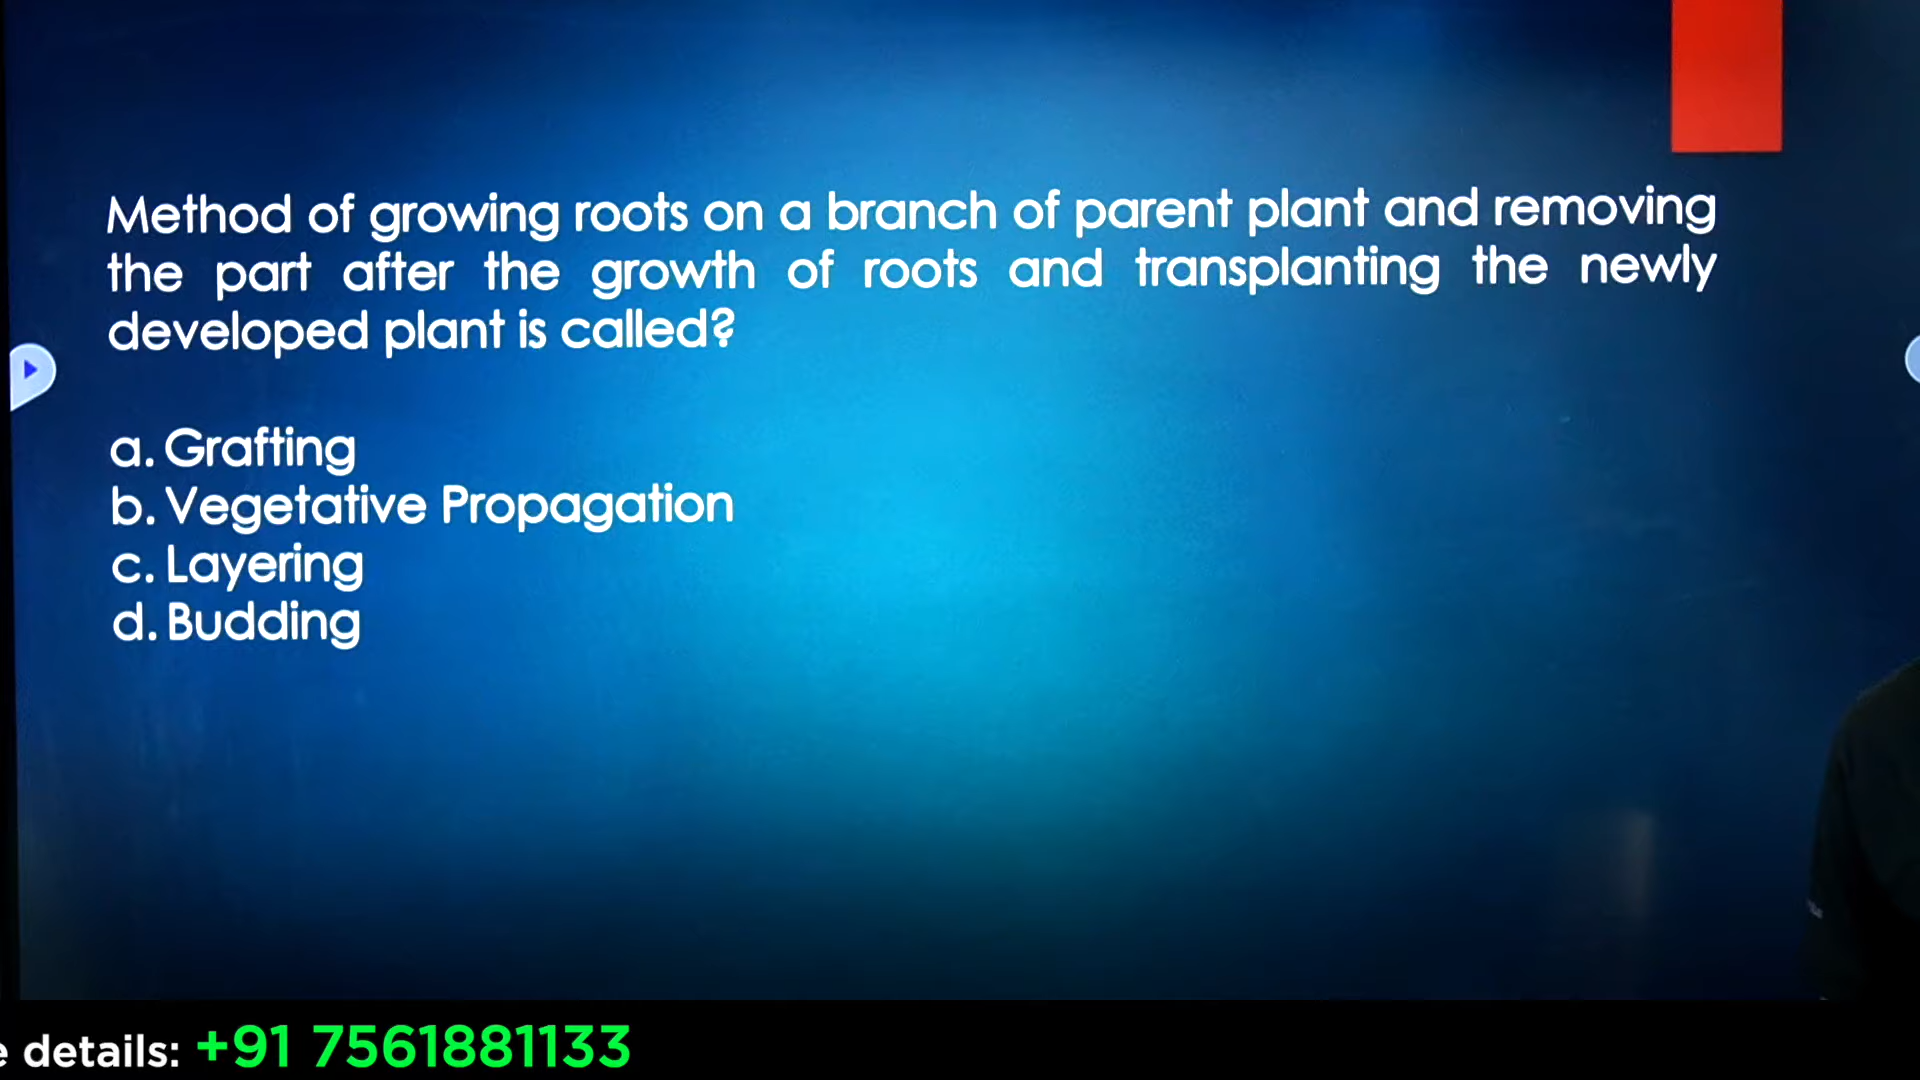 Method of growing roots on a branch of parent plant and removing
the part after the growth of roots and transplanting the newly
developed plant is called?
a. Grafting
b. Vegetative Propagation
c. Layering
d. Budding
details: +91 7561881133